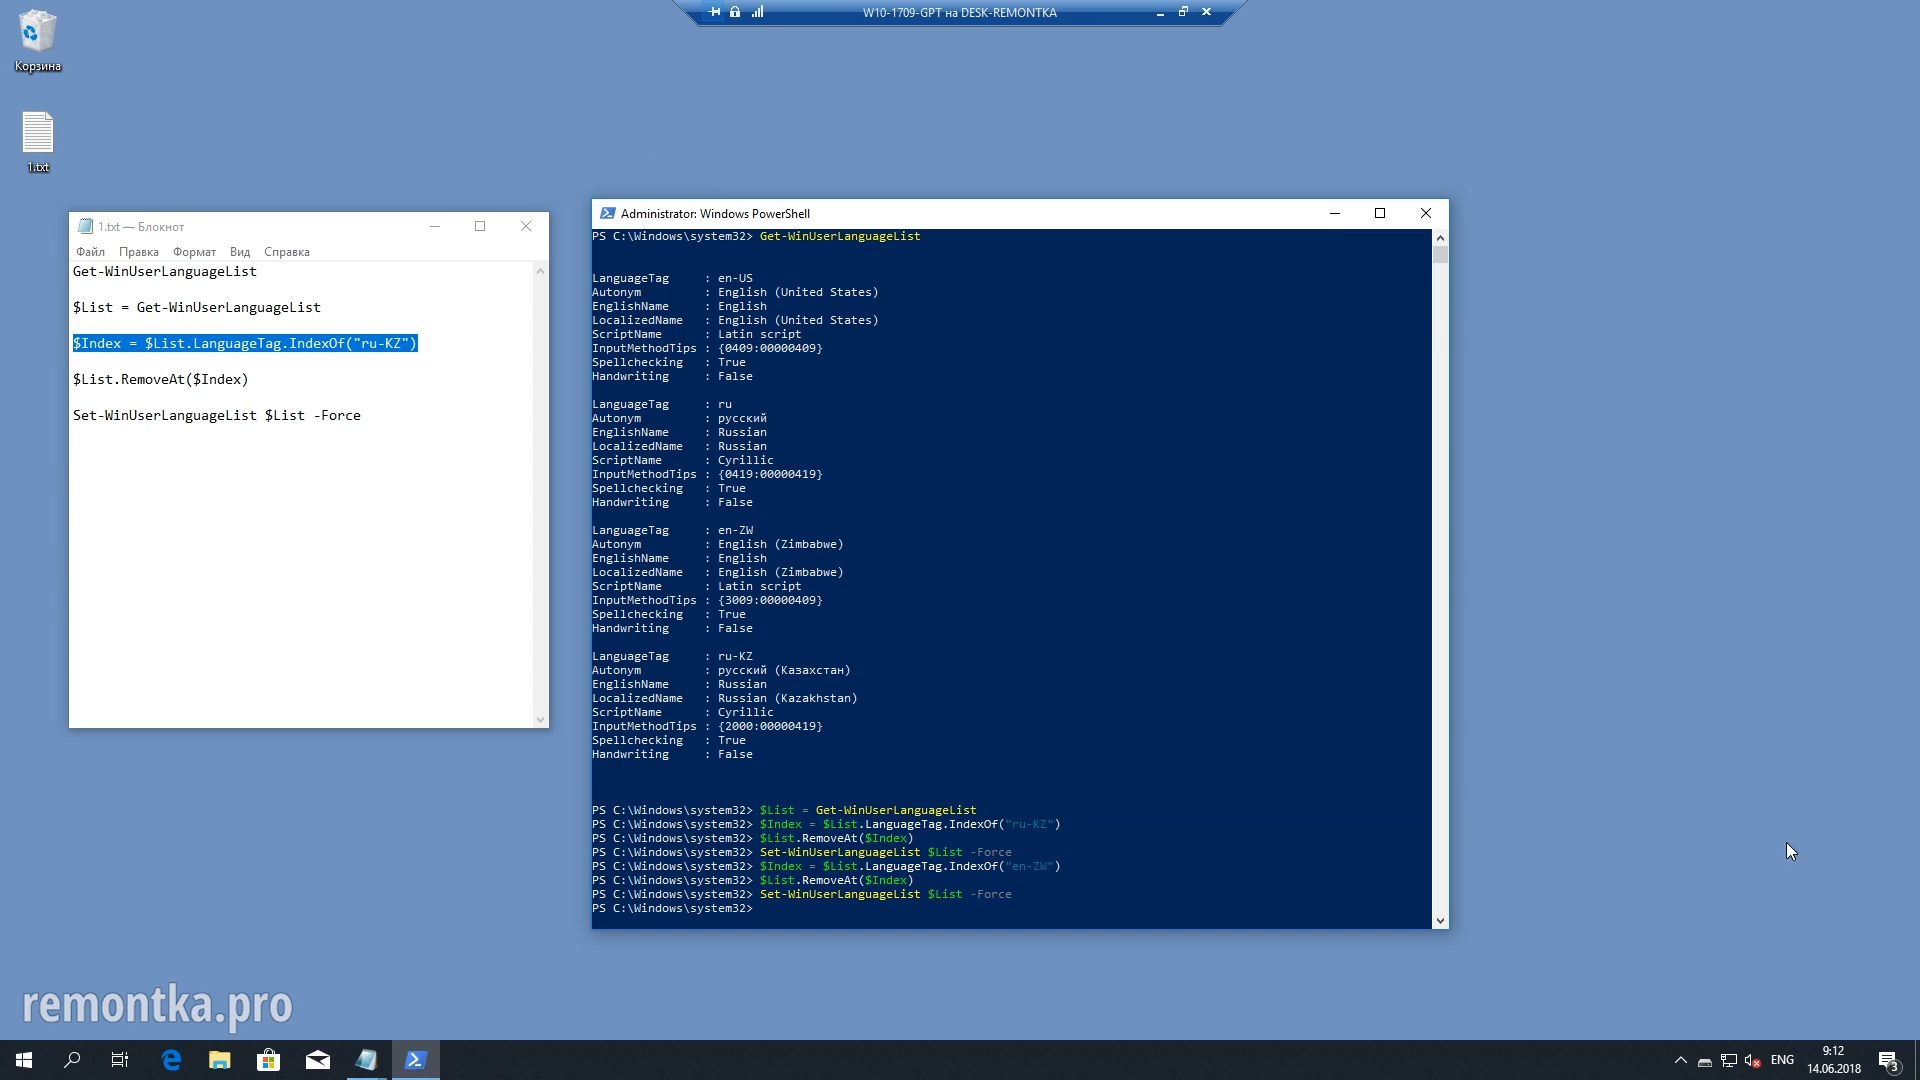 W10-1709-GPT на DESK-REMONTKA
Корзина
1.txt
1.txt — Блокнот
Файл Правка Формат Вид Справка
Get-WinUserLanguageList
$List = Get-WinUserLanguageList
$Index = $List.LanguageTag.IndexOf("ru-KZ")
$List.RemoveAt($Index)
Set-WinUserLanguageList $List -Force
Administrator: Windows PowerShell
PS C:\Windows\system32> Get-WinUserLanguageList
LanguageTag : en-US
Autonym : English (United States)
EnglishName : English
LocalizedName : English (United States)
ScriptName : Latin script
InputMethodTips : {0409:00000409}
Spellchecking : True
Handwriting : False
LanguageTag : ru
Autonym : русский
EnglishName : Russian
LocalizedName : Russian
ScriptName : Cyrillic
InputMethodTips : {0419:00000419}
Spellchecking : True
Handwriting : False
LanguageTag : en-ZW
Autonym : English (Zimbabwe)
EnglishName : English
LocalizedName : English (Zimbabwe)
ScriptName : Latin script
InputMethodTips : {3009:00000409}
Spellchecking : True
Handwriting : False
LanguageTag : ru-KZ
Autonym : русский (Казахстан)
EnglishName : Russian
LocalizedName : Russian (Kazakhstan)
ScriptName : Cyrillic
InputMethodTips : {2000:00000419}
Spellchecking : True
Handwriting : False
PS C:\Windows\system32> $List = Get-WinUserLanguageList
PS C:\Windows\system32> $Index = $List.LanguageTag.IndexOf("ru-KZ")
PS C:\Windows\system32> $List.RemoveAt($Index)
PS C:\Windows\system32> Set-WinUserLanguageList $List -Force
PS C:\Windows\system32> $Index = $List.LanguageTag.IndexOf("en-ZW")
PS C:\Windows\system32> $List.RemoveAt($Index)
PS C:\Windows\system32> Set-WinUserLanguageList $List -Force
PS C:\Windows\system32>
remontka.pro
ENG
9:12
14.06.2018
3